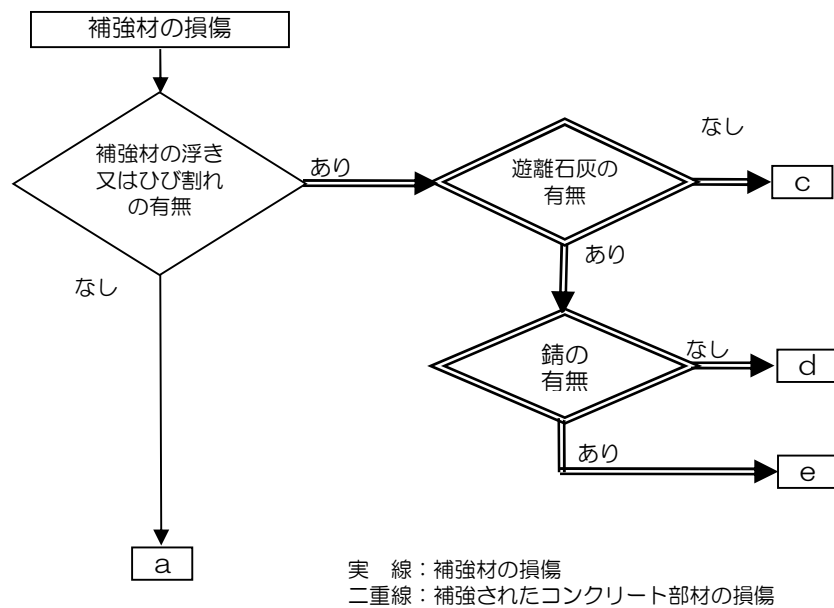 補強材の損傷
補強材の浮き
又はひび割れ
の有無
あり
なし
遊離石灰の
有無
なし
c
あり
錆の
有無
なし
d
あり
e
a
実　線：補強材の損傷
二重線：補強されたコンクリート部材の損傷